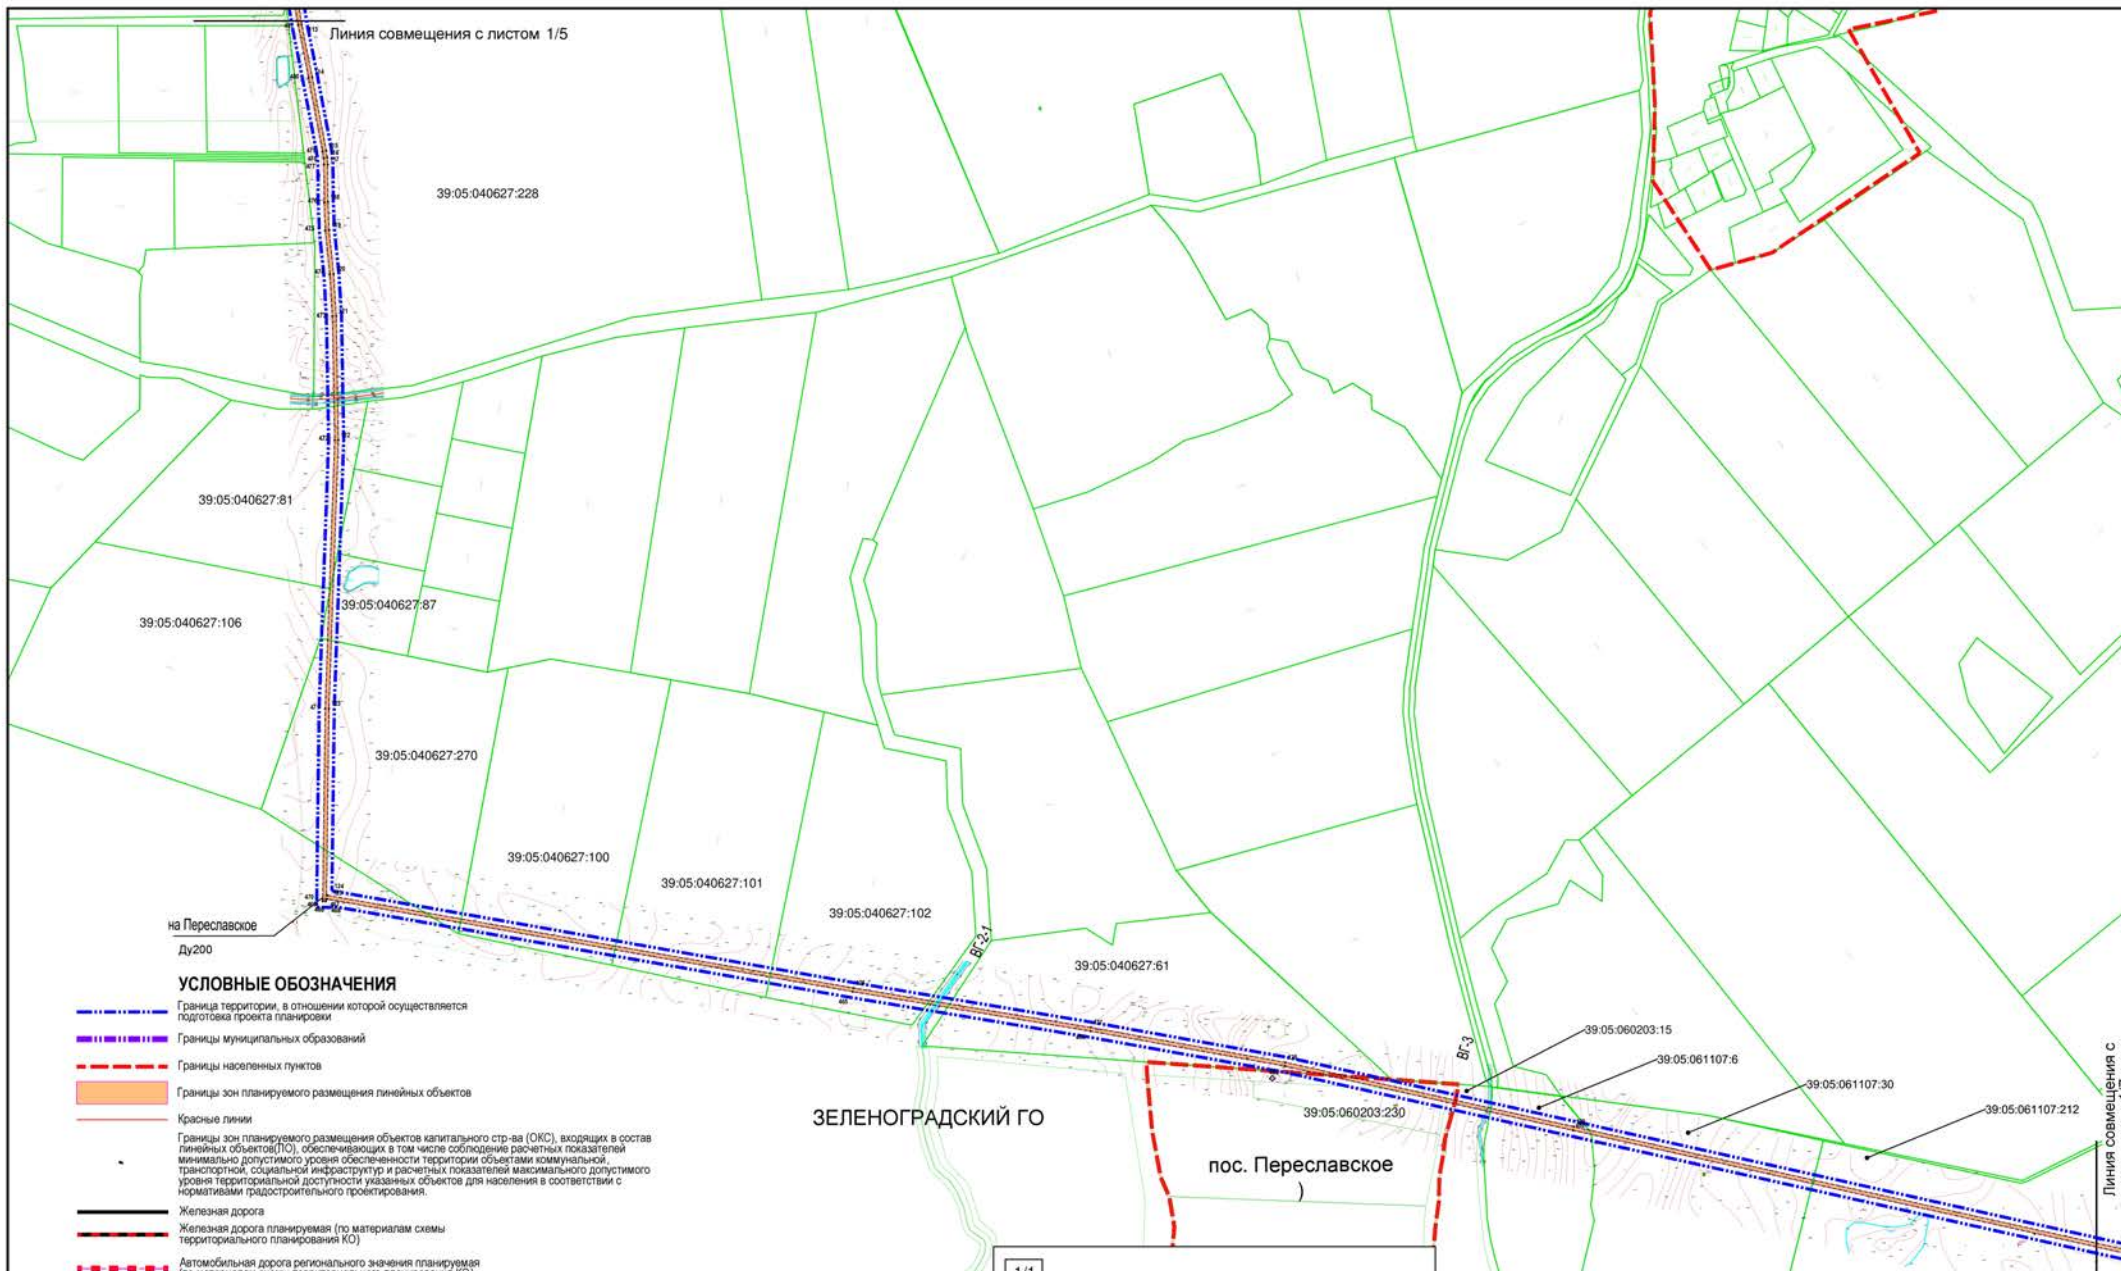 Линия совмещения с листом 1/5
39:05:040627:228
39:05:040627:81
39:05:040627:87
39:05:040627:106
39:05:040627:270
39:05:040627:100
39:05:040627:101
39:05:040627:102
на Переславское
Ду200
ВГ-2-1
39:05:040627:61
ВГ-3
39:05:060203:15
39:05:061107:6
39:05:061107:30
39:05:061107:212
39:05:060203:230
ЗЕЛЕНОГРАДСКИЙ ГО
пос. Переславское
)
Линия совмещения с
УСЛОВНЫЕ ОБОЗНАЧЕНИЯ
Граница территории, в отношении которой осуществляется
подготовка проекта планировки
Границы муниципальных образований
Границы населенных пунктов
Границы зон планируемого размещения линейных объектов
Красные линии
Границы зон планируемого размещения объектов капитального стр-ва (ОКС), входящих в состав
линейных объектов(ЛО), обеспечивающих в том числе соблюдение расчетных показателей
минимально допустимого уровня обеспеченности территории объектами коммунальной,
транспортной, социальной инфраструктур и расчетных показателей максимального допустимого
уровня территориальной доступности указанных объектов для населения в соответствии с
нормативами градостроительного проектирования.
Железная дорога
Железная дорога планируемая (по материалам схемы
территориального планирования КО)
Автомобильная дорога регионального значения планируемая
1/1